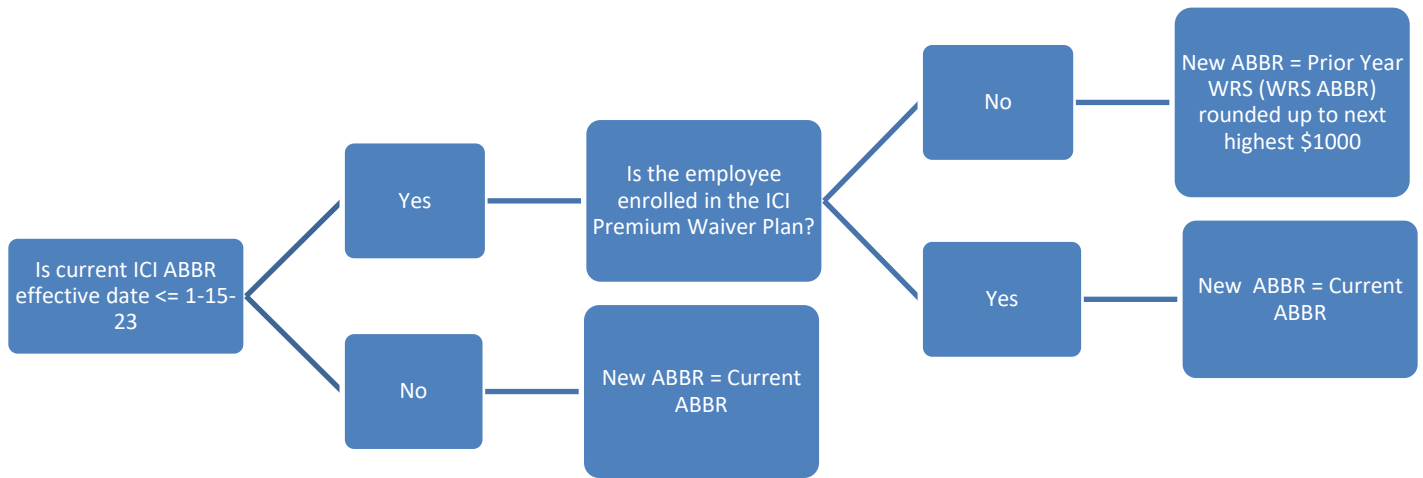 Is current ICI ABBR
effective date <= 1-15-
23
Yes
No
Is the employee
enrolled in the ICI
Premium Waiver Plan?
New ABBR = Current
ABBR
No
Yes
New ABBR = Prior Year
WRS (WRS ABBR)
rounded up to next
highest $1000
New ABBR = Current
ABBR